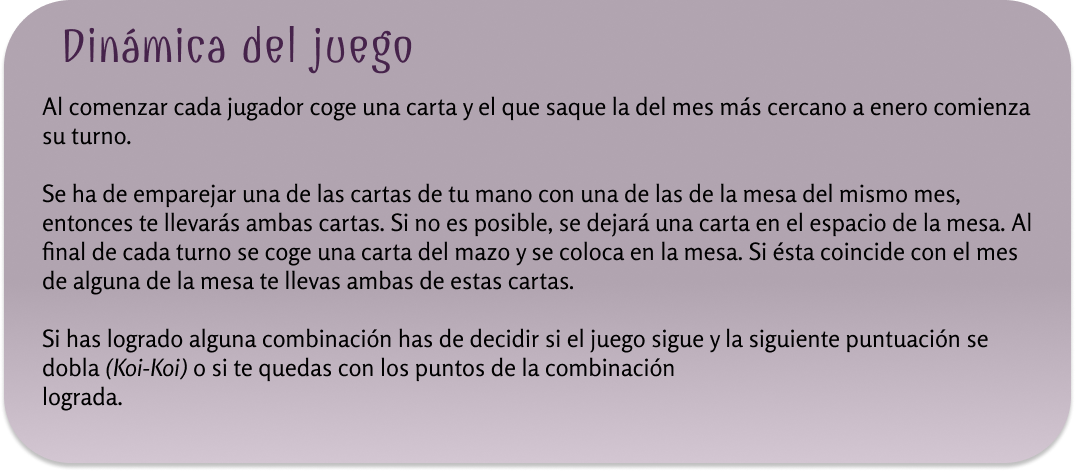 Dinámica del juego
Al comenzar cada jugador coge una carta y el que saque la del mes más cercano a enero comienza
su turno.
Se ha de emparejar una de las cartas de tu mano con una de las de la mesa del mismo mes,
entonces te llevarás ambas cartas. Si no es posible, se dejará una carta en el espacio de la mesa. Al
final de cada turno se coge una carta del mazo y se coloca en la mesa. Si ésta coincide con el mes
de alguna de la mesa te llevas ambas de estas cartas.
Si has logrado alguna combinación has de decidir si el juego sigue y la siguiente puntuación se
dobla (Koi-Koi) o si te quedas con los puntos de la combinación
lograda.